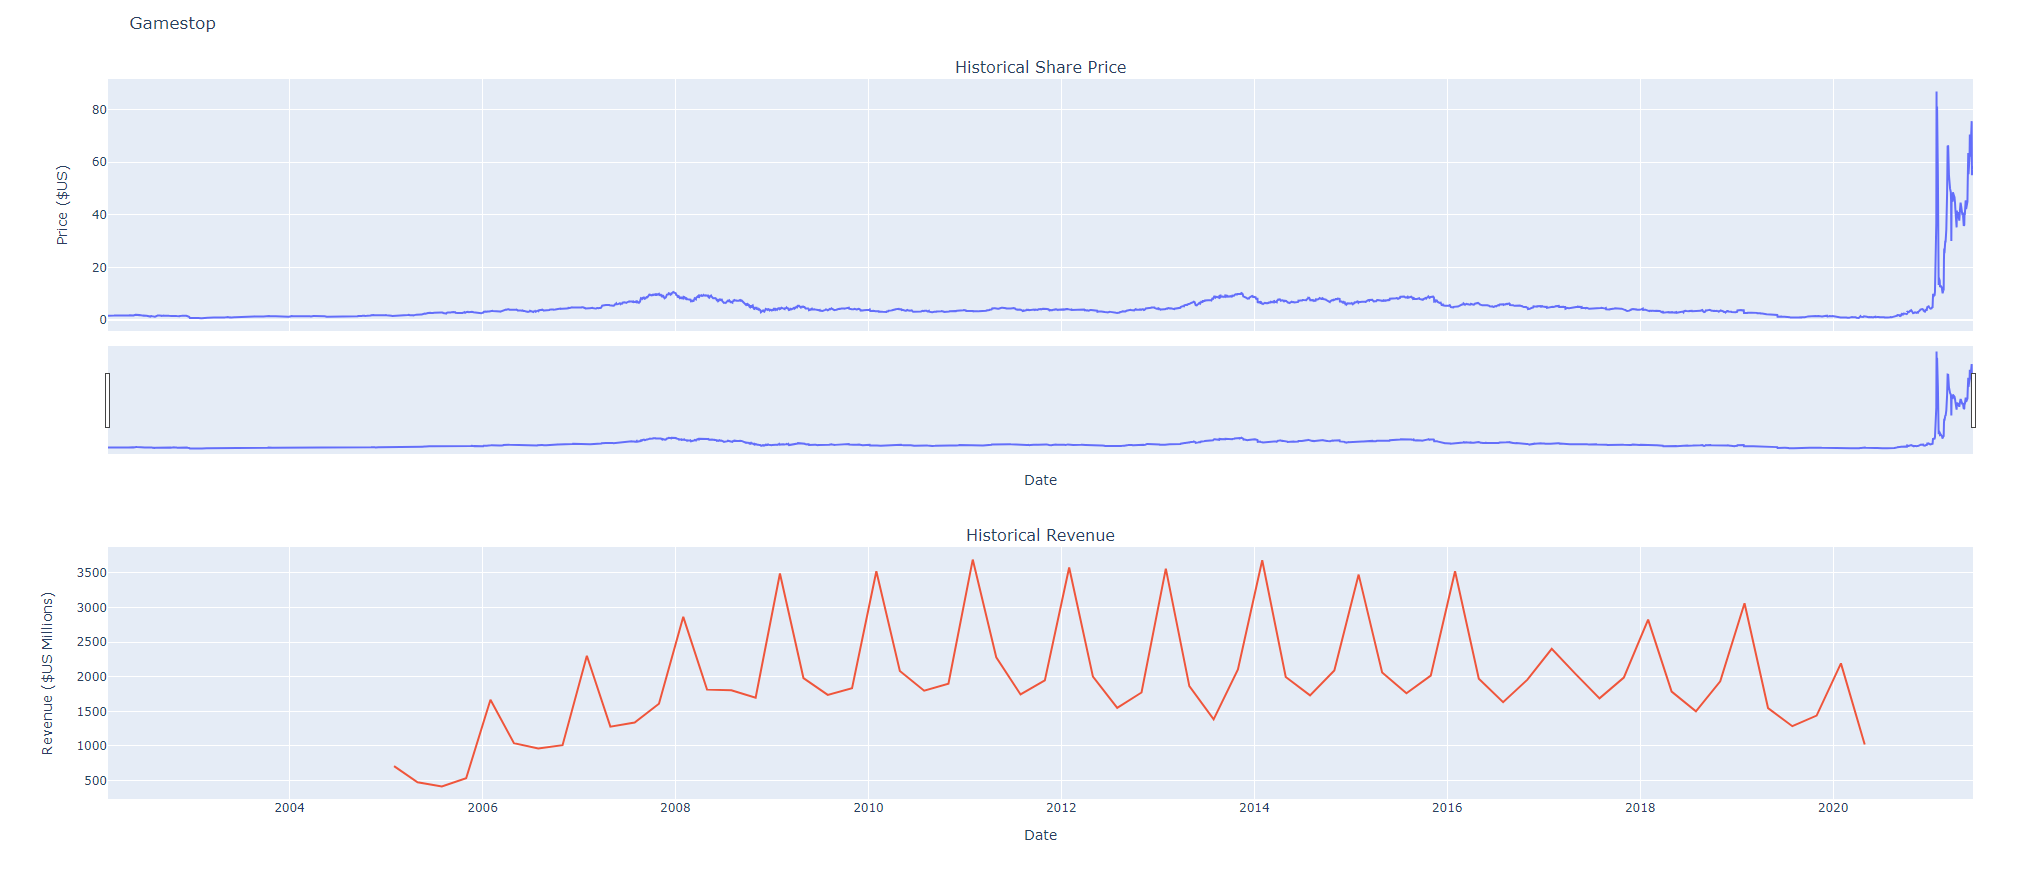 Gamestop
Historical Share Price
Price ($US)
80
60
40
20
0
Date
Historical Revenue
Revenue ($US Millions)
3500
3000
2500
2000
1500
1000
500
2004 2006 2008 2010 2012 2014 2016 2018 2020
Date